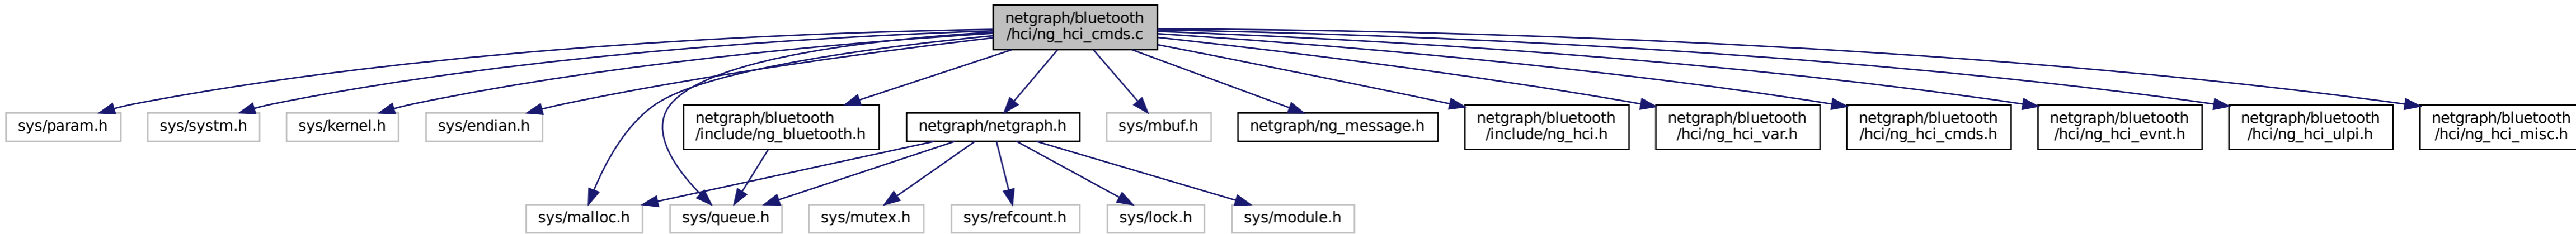 netgraph/bluetooth
/hci/ng_hci_cmds.c
sys/param.h
sys/systm.h
sys/kernel.h
sys/endian.h
netgraph/bluetooth
/include/ng_bluetooth.h
netgraph/netgraph.h
sys/mbuf.h
netgraph/ng_message.h
netgraph/bluetooth
/include/ng_hci.h
netgraph/bluetooth
/hci/ng_hci_var.h
netgraph/bluetooth
/hci/ng_hci_cmds.h
netgraph/bluetooth
/hci/ng_hci_evnt.h
netgraph/bluetooth
/hci/ng_hci_ulpi.h
netgraph/bluetooth
/hci/ng_hci_misc.h
sys/malloc.h
sys/queue.h
sys/mutex.h
sys/refcount.h
sys/lock.h
sys/module.h